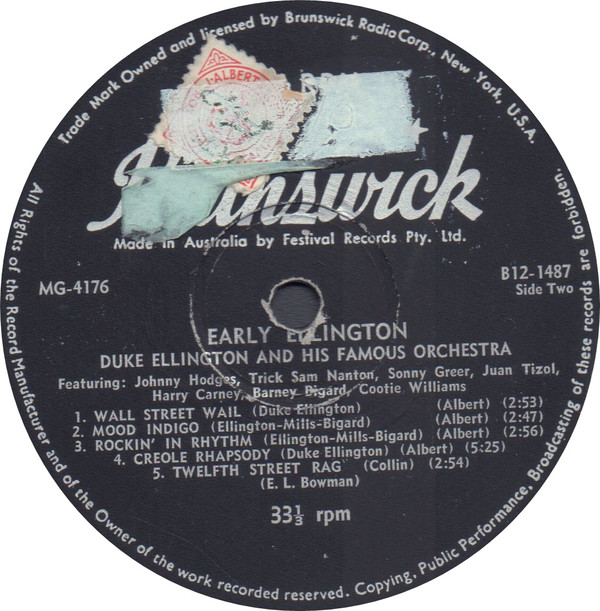 Trade Mark Owned and licensed by Brunswick Radio Corp., New York, U.S.A.
J. ALBERT
Brunswick
Made in Australia by Festival Records Pty. Ltd.
MG-4176
B12-1487
Side Two
EARLY ELLINGTON
DUKE ELLINGTON AND HIS FAMOUS ORCHESTRA
Featuring: Johnny Hodges, Trick Sam Nanton, Sonny Greer, Juan Tizol,
Harry Carney, Barney Bigard, Cootie Williams
1. WALL STREET WAIL (Duke Ellington) (Albert) (2:53)
2. MOOD INDIGO (Ellington-Mills-Bigard) (Albert) (2:47)
3. ROCKIN' IN RHYTHM (Ellington-Mills-Bigard) (Albert) (2:56)
4. CREOLE RHAPSODY (Duke Ellington) (Albert) (5:25)
5. TWELFTH STREET RAG (Collin) (2:54)
(E. L. Bowman)
33⅓ rpm
All Rights of the Record Manufacturer and of the Owner of the work recorded reserved. Copying, Public Performance, Broadcasting of these records are forbidden.